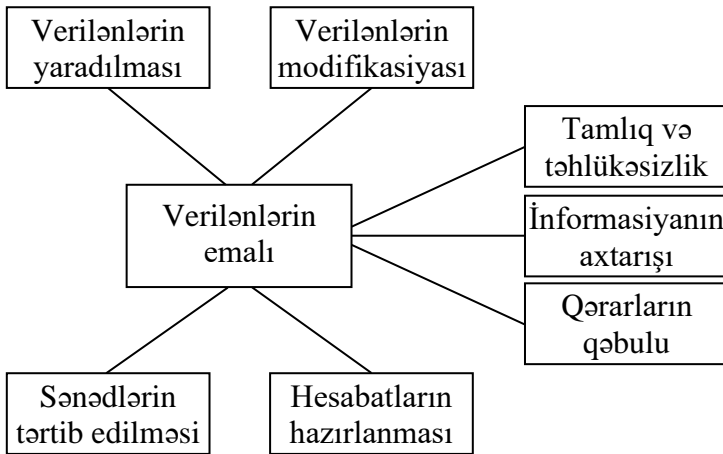 Verilənlərin
yaradılması
Verilənlərin
modifikasiyası
Tamlıq və
təhlükəsizlik
Verilənlərin
emalı
İnformasiyanın
axtarışı
Qərarların
qəbulu
Sənədlərin
tərtib edilməsi
Hesabatların
hazırlanması